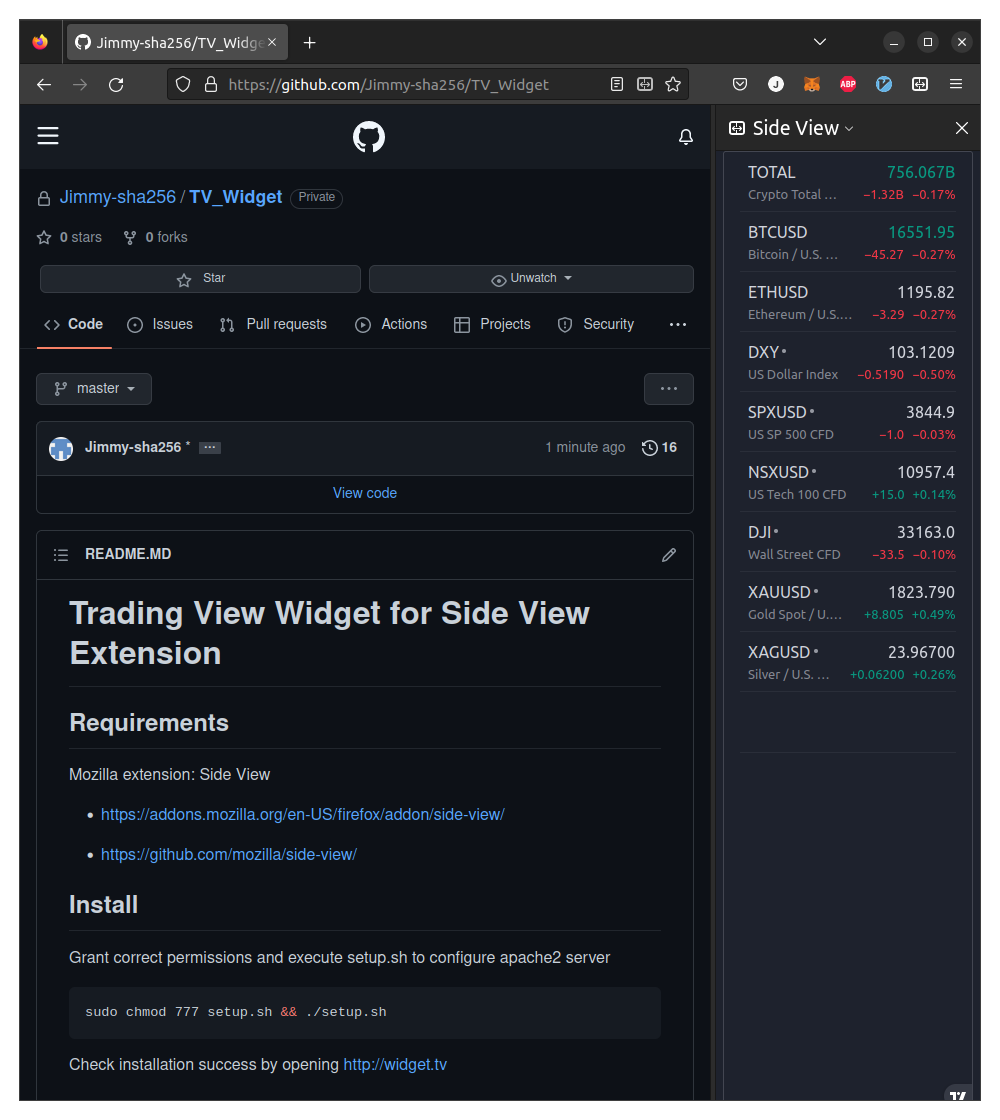 Jimmy-sha256/TV_Widge
https://github.com/Jimmy-sha256/TV_Widget
J
ABP
Side View
Jimmy-sha256 / TV_Widget Private
0 stars 0 forks
Star Unwatch
Code Issues Pull requests Actions Projects Security ...
master ...
Jimmy-sha256 * ... 1 minute ago 16
View code
README.MD
Trading View Widget for Side View
Extension
Requirements
Mozilla extension: Side View
• https://addons.mozilla.org/en-US/firefox/addon/side-view/
• https://github.com/mozilla/side-view/
Install
Grant correct permissions and execute setup.sh to configure apache2 server
sudo chmod 777 setup.sh && ./setup.sh
Check installation success by opening http://widget.tv
TOTAL 756.067B
Crypto Total ... −1.32B −0.17%
BTCUSD 16551.95
Bitcoin / U.S. ... −45.27 −0.27%
ETHUSD 1195.82
Ethereum / U.S.... −3.29 −0.27%
DXY 103.1209
US Dollar Index −0.5190 −0.50%
SPXUSD 3844.9
US SP 500 CFD −1.0 −0.03%
NSXUSD 10957.4
US Tech 100 CFD +15.0 +0.14%
DJI 33163.0
Wall Street CFD −33.5 −0.10%
XAUUSD 1823.790
Gold Spot / U.... +8.805 +0.49%
XAGUSD 23.96700
Silver / U.S. ... +0.06200 +0.26%